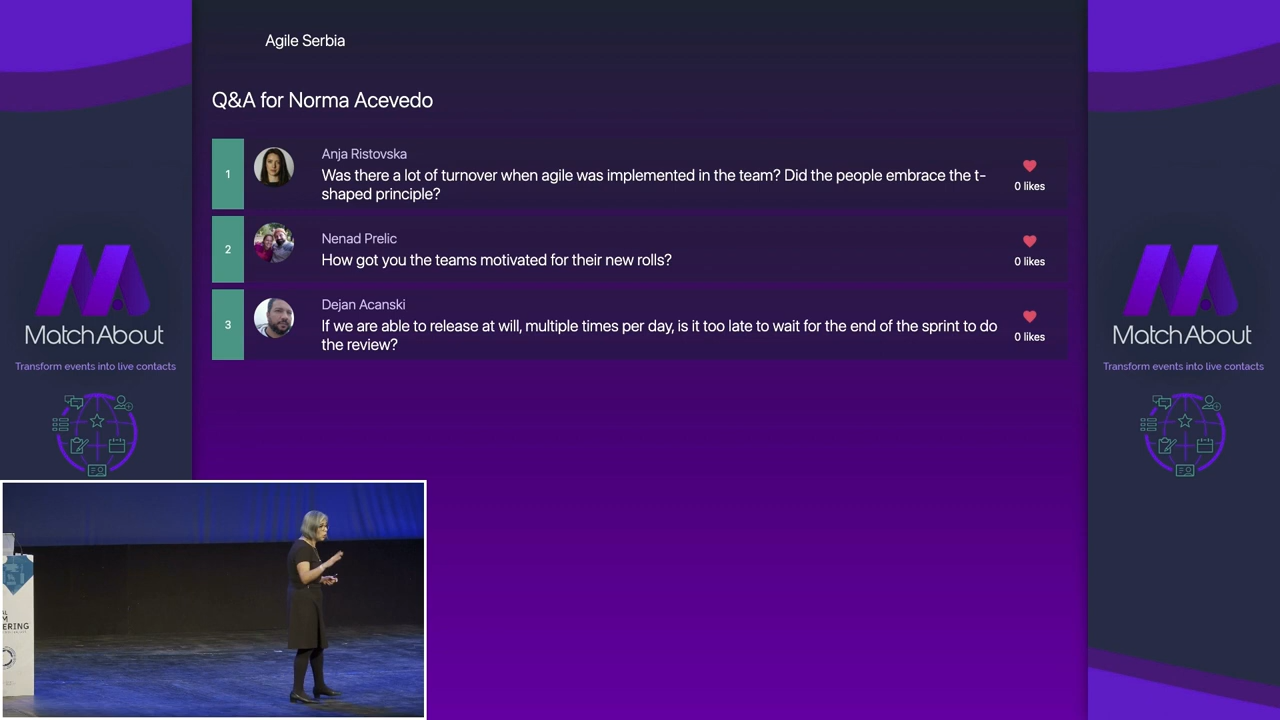 Agile Serbia
Q&A for Norma Acevedo
1
Anja Ristovska
Was there a lot of turnover when agile was implemented in the team? Did the people embrace the t-
shaped principle?
0 likes
2
Nenad Prelic
How got you the teams motivated for their new rolls?
0 likes
3
Dejan Acanski
If we are able to release at will, multiple times per day, is it too late to wait for the end of the sprint to do
the review?
0 likes
MatchAbout
Transform events into live contacts
MatchAbout
Transform events into live contacts
ERING